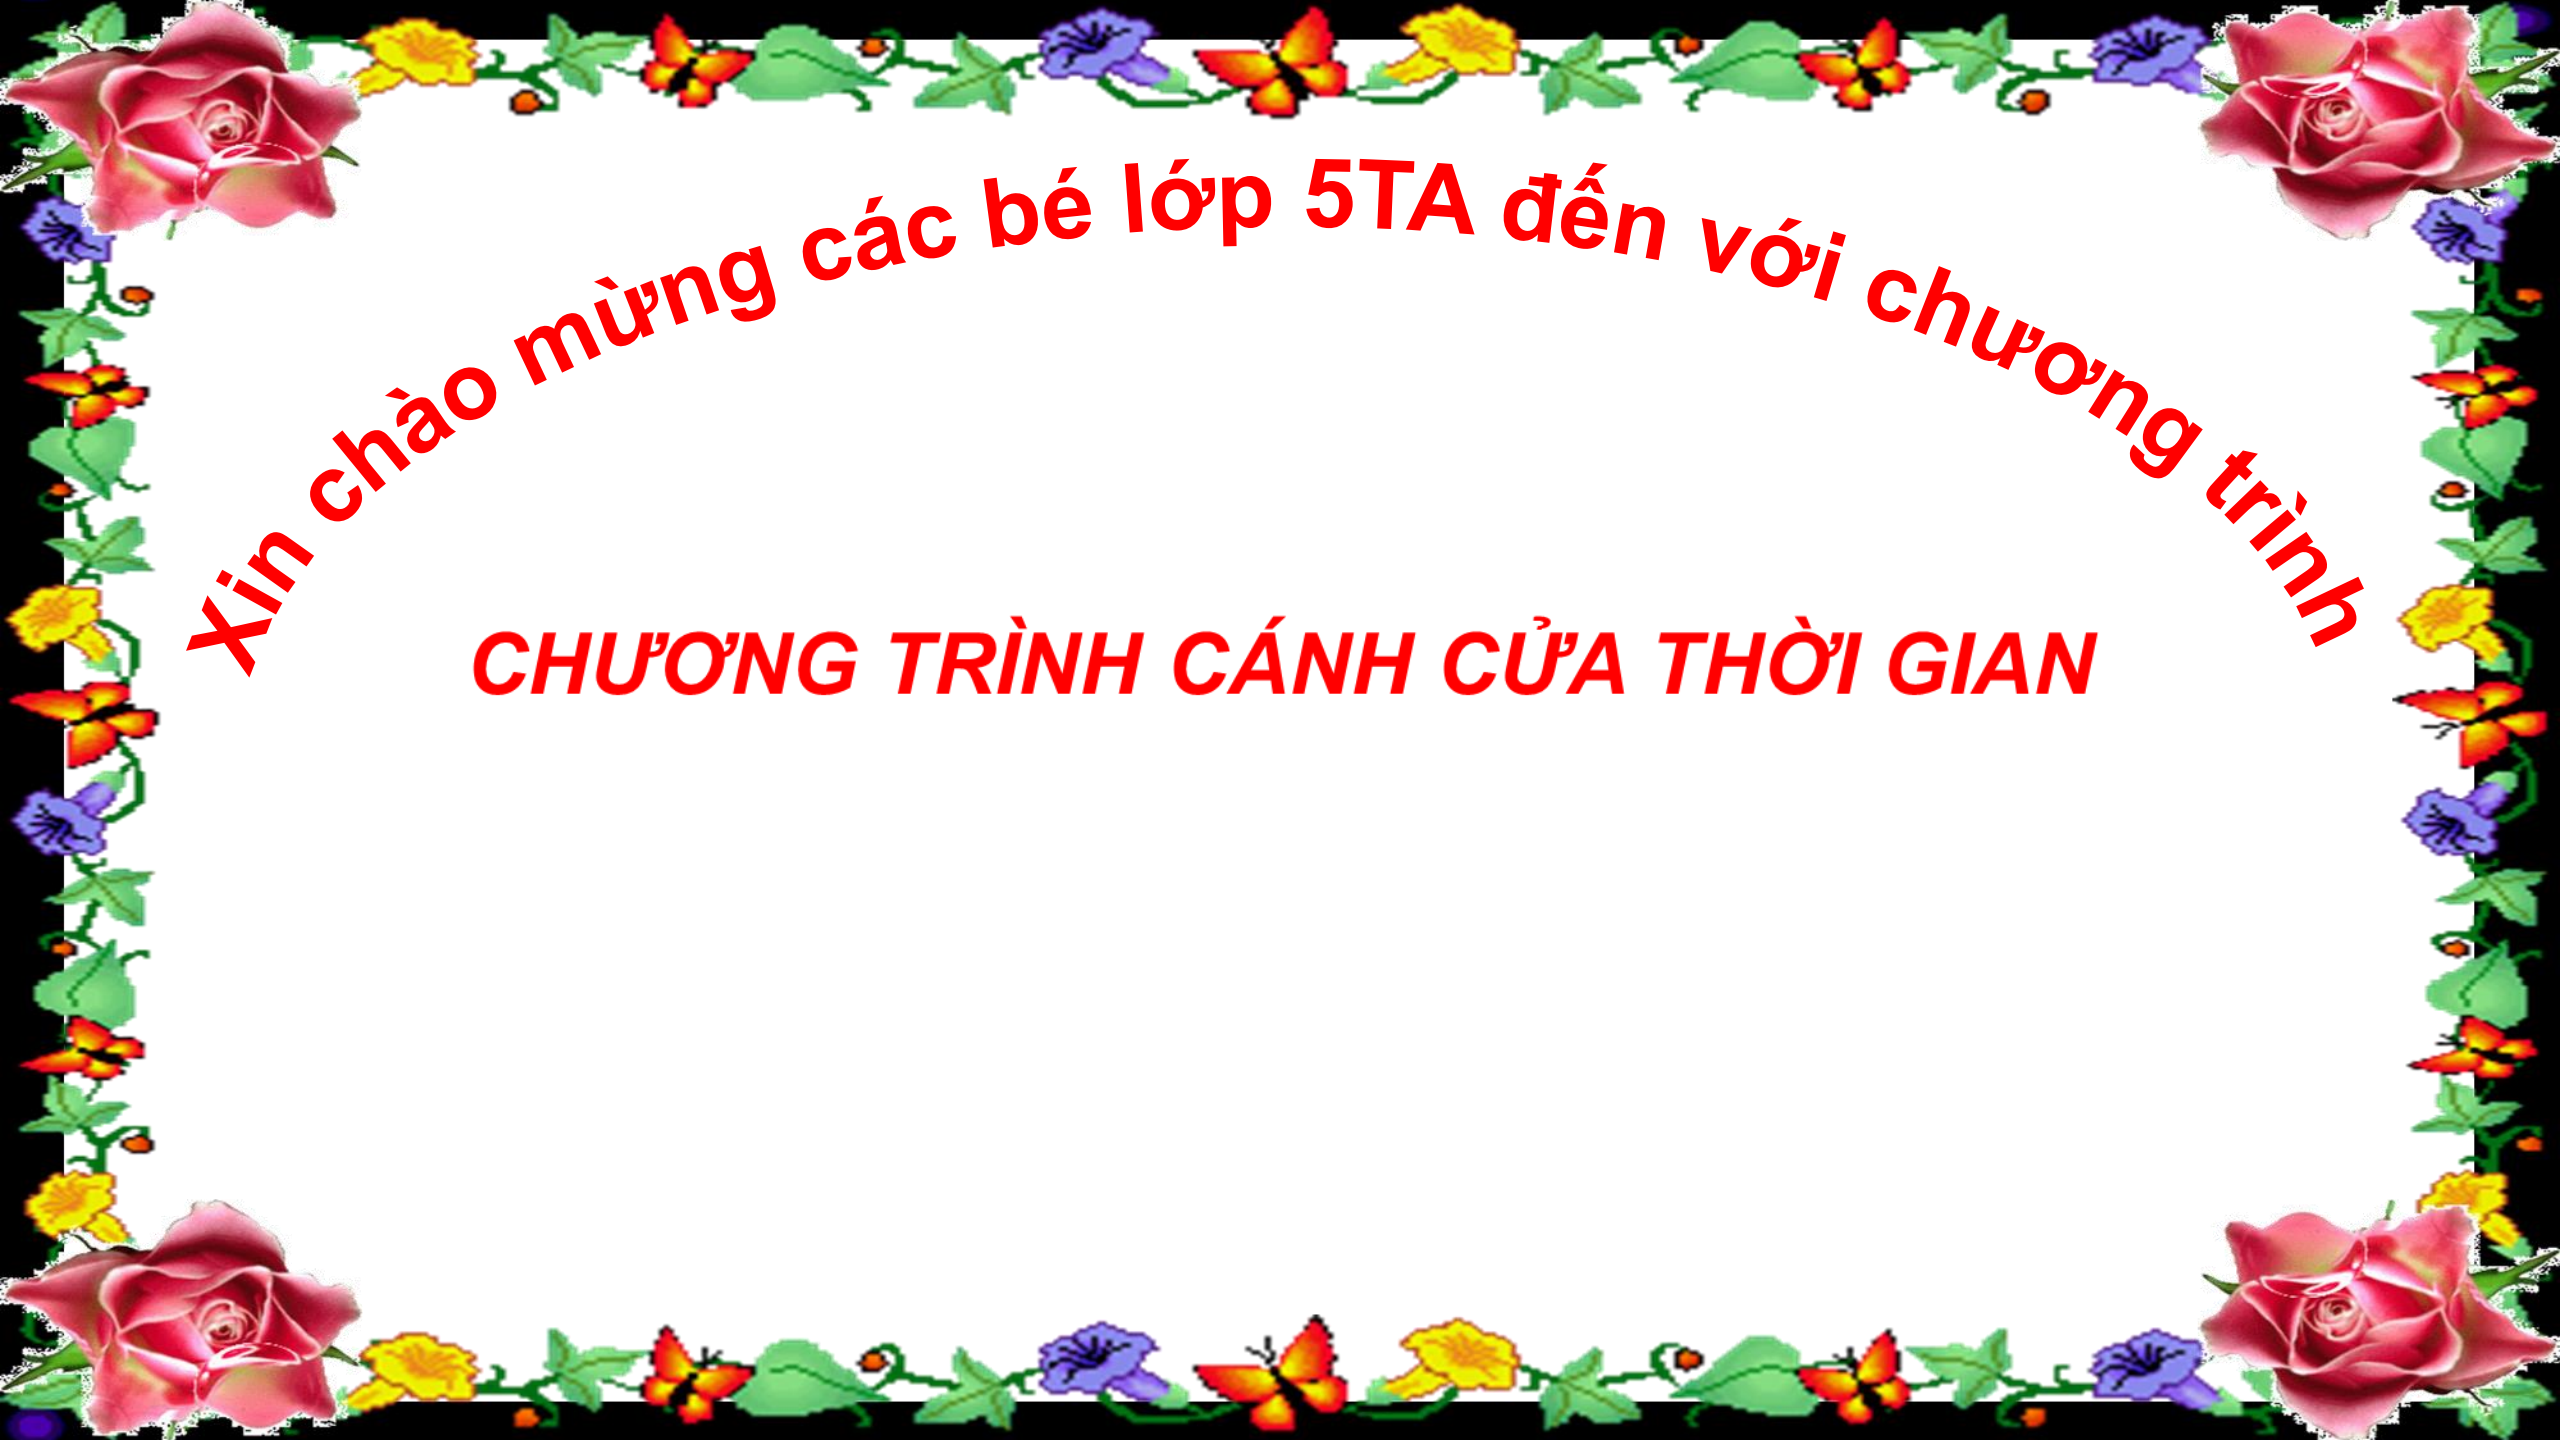 Xin chào mừng các bé lớp 5TA đến với chương trình
CHƯƠNG TRÌNH CÁNH CỬA THỜI GIAN